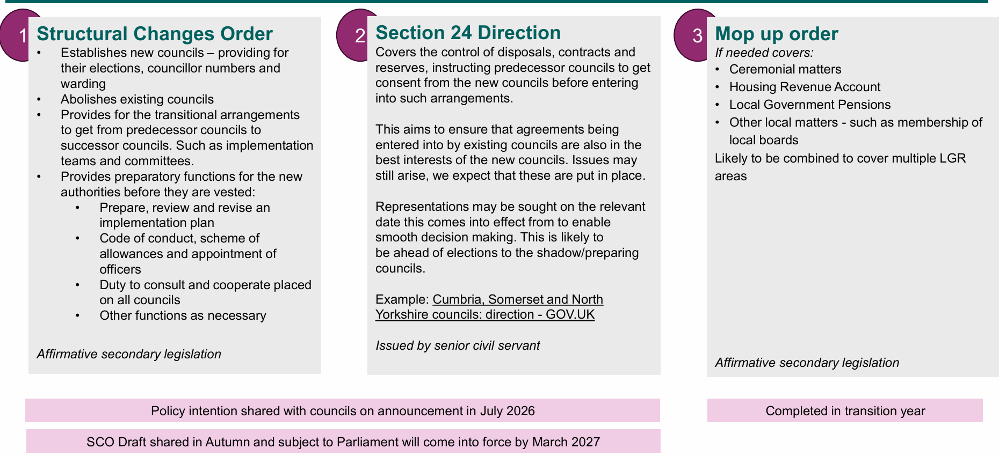 1
Structural Changes Order
• Establishes new councils – providing for
their elections, councillor numbers and
warding
• Abolishes existing councils
• Provides for the transitional arrangements
to get from predecessor councils to
successor councils. Such as implementation
teams and committees.
• Provides preparatory functions for the new
authorities before they are vested:
• Prepare, review and revise an
implementation plan
• Code of conduct, scheme of
allowances and appointment of
officers
• Duty to consult and cooperate placed
on all councils
• Other functions as necessary
Affirmative secondary legislation
2
Section 24 Direction
Covers the control of disposals, contracts and
reserves, instructing predecessor councils to get
consent from the new councils before entering
into such arrangements.
This aims to ensure that agreements being
entered into by existing councils are also in the
best interests of the new councils. Issues may
still arise, we expect that these are put in place.
Representations may be sought on the relevant
date this comes into effect from to enable
smooth decision making. This is likely to
be ahead of elections to the shadow/preparing
councils.
Example: Cumbria, Somerset and North
Yorkshire councils: direction - GOV.UK
Issued by senior civil servant
3
Mop up order
If needed covers:
• Ceremonial matters
• Housing Revenue Account
• Local Government Pensions
• Other local matters - such as membership of
local boards
Likely to be combined to cover multiple LGR
areas
Affirmative secondary legislation
Policy intention shared with councils on announcement in July 2026
Completed in transition year
SCO Draft shared in Autumn and subject to Parliament will come into force by March 2027